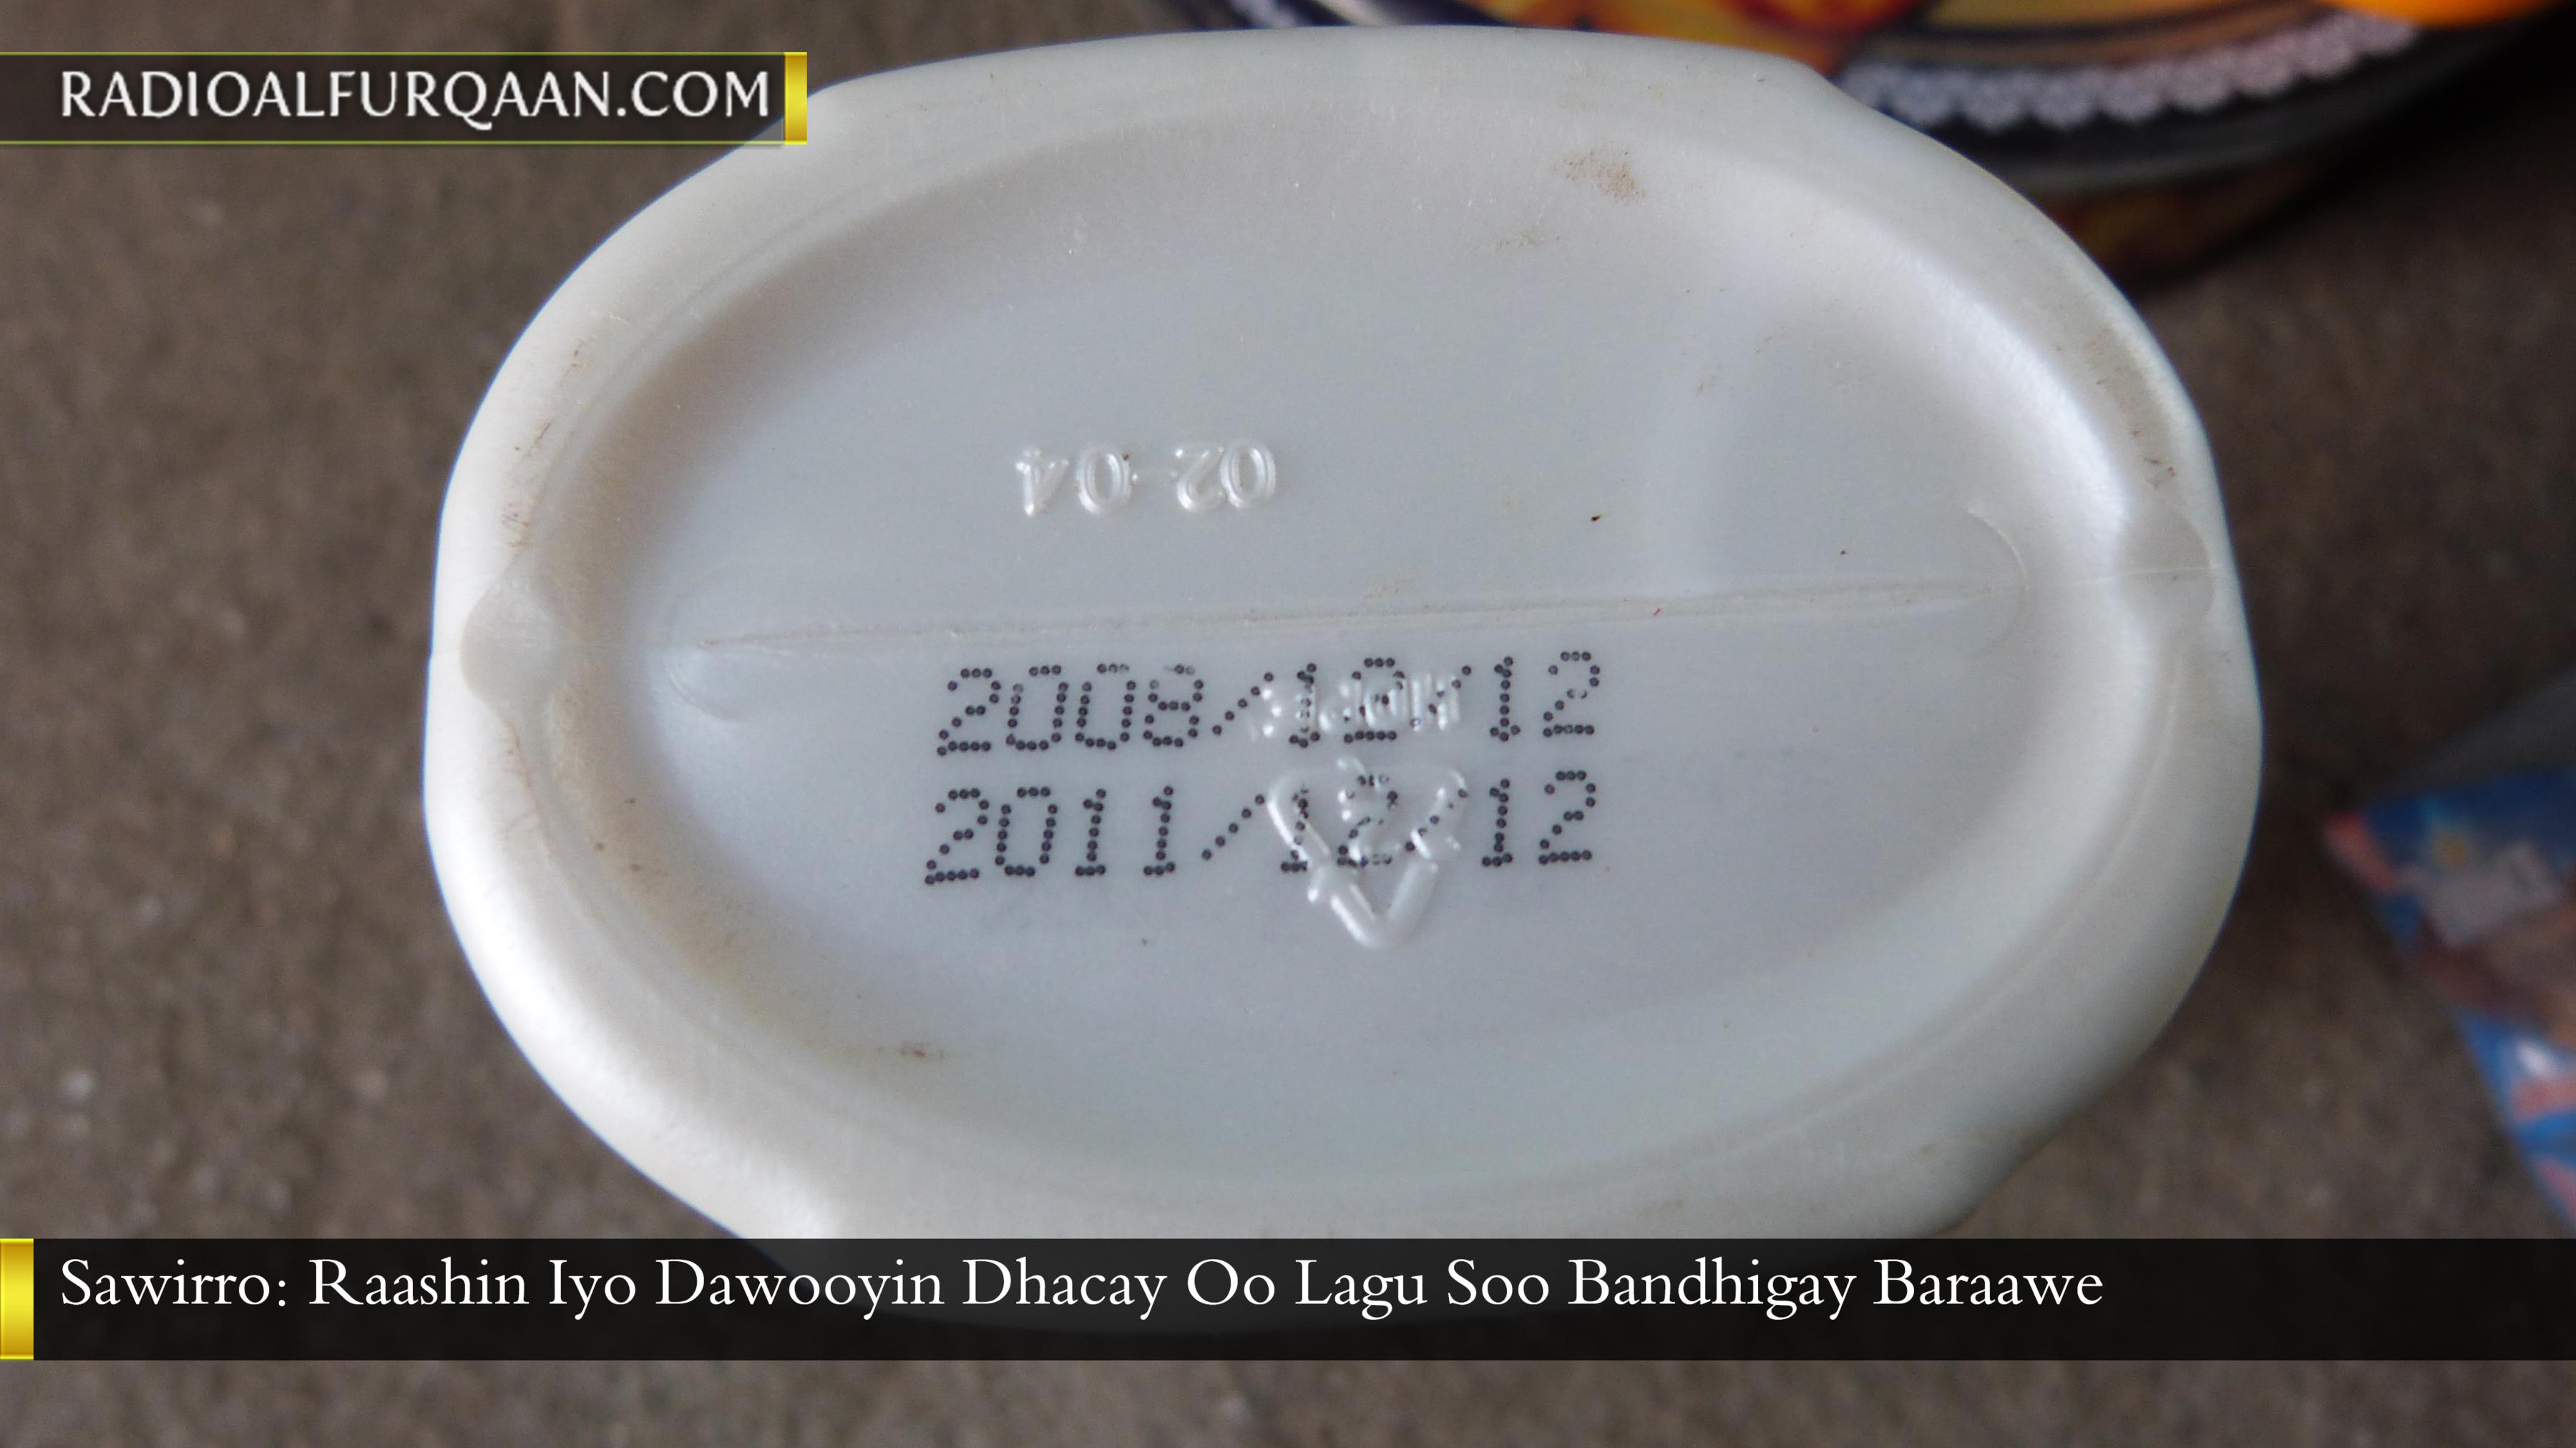 RADIOALFURQAAN.COM
02 04
2008/12/12
2011/12/12
Sawirro: Raashin Iyo Dawooyin Dhacay Oo Lagu Soo Bandhigay Baraawe